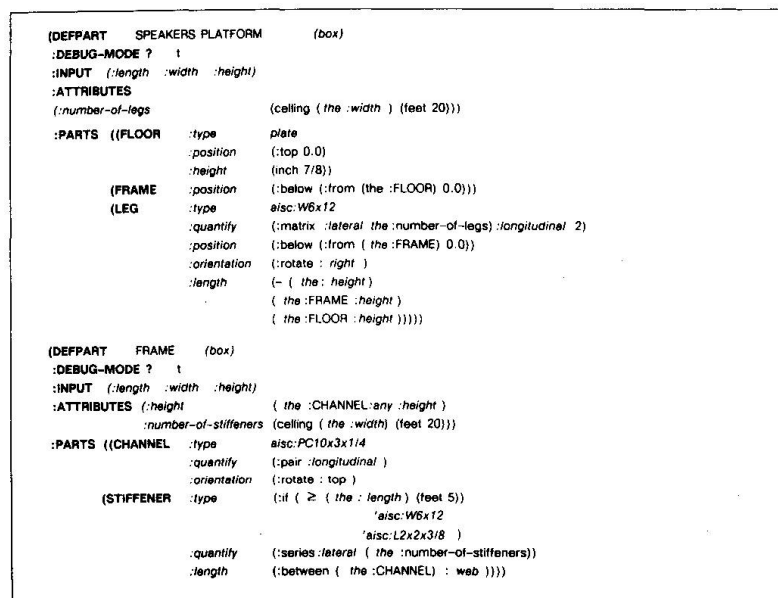 (DEFPART SPEAKERS PLATFORM (box)
:DEBUG-MODE ? t
:INPUT (:length :width :height)
:ATTRIBUTES
(:number-of-legs (ceiling ( the :width ) (feet 20)))
:PARTS ((FLOOR :type plate
:position (:top 0.0)
:height (inch 7/8))
(FRAME :position (:below (:from (the :FLOOR) 0.0)))
(LEG :type aisc:W6x12
:quantify (:matrix :lateral the :number-of-legs) :longitudinal 2)
:position (:below (:from ( the :FRAME) 0.0))
:orientation (:rotate : right )
:length (- ( the : height )
( the :FRAME :height )
( the :FLOOR : height )))))
(DEFPART FRAME (box)
:DEBUG-MODE ? t
:INPUT (:length :width :height)
:ATTRIBUTES (:height ( the :CHANNEL:any :height )
:number-of-stiffeners (ceiling ( the :width) (feet 20)))
:PARTS ((CHANNEL :type aisc:PC10x3x1/4
:quantify (:pair :longitudinal )
:orientation (:rotate : top )
(STIFFENER :type (:if ( ≥ ( the : length ) (feet 5))
'aisc:W6x12
'aisc:L2x2x3/8 )
:quantify (:series :lateral ( the :number-of-stiffeners))
:length (:between ( the :CHANNEL) : web ))))